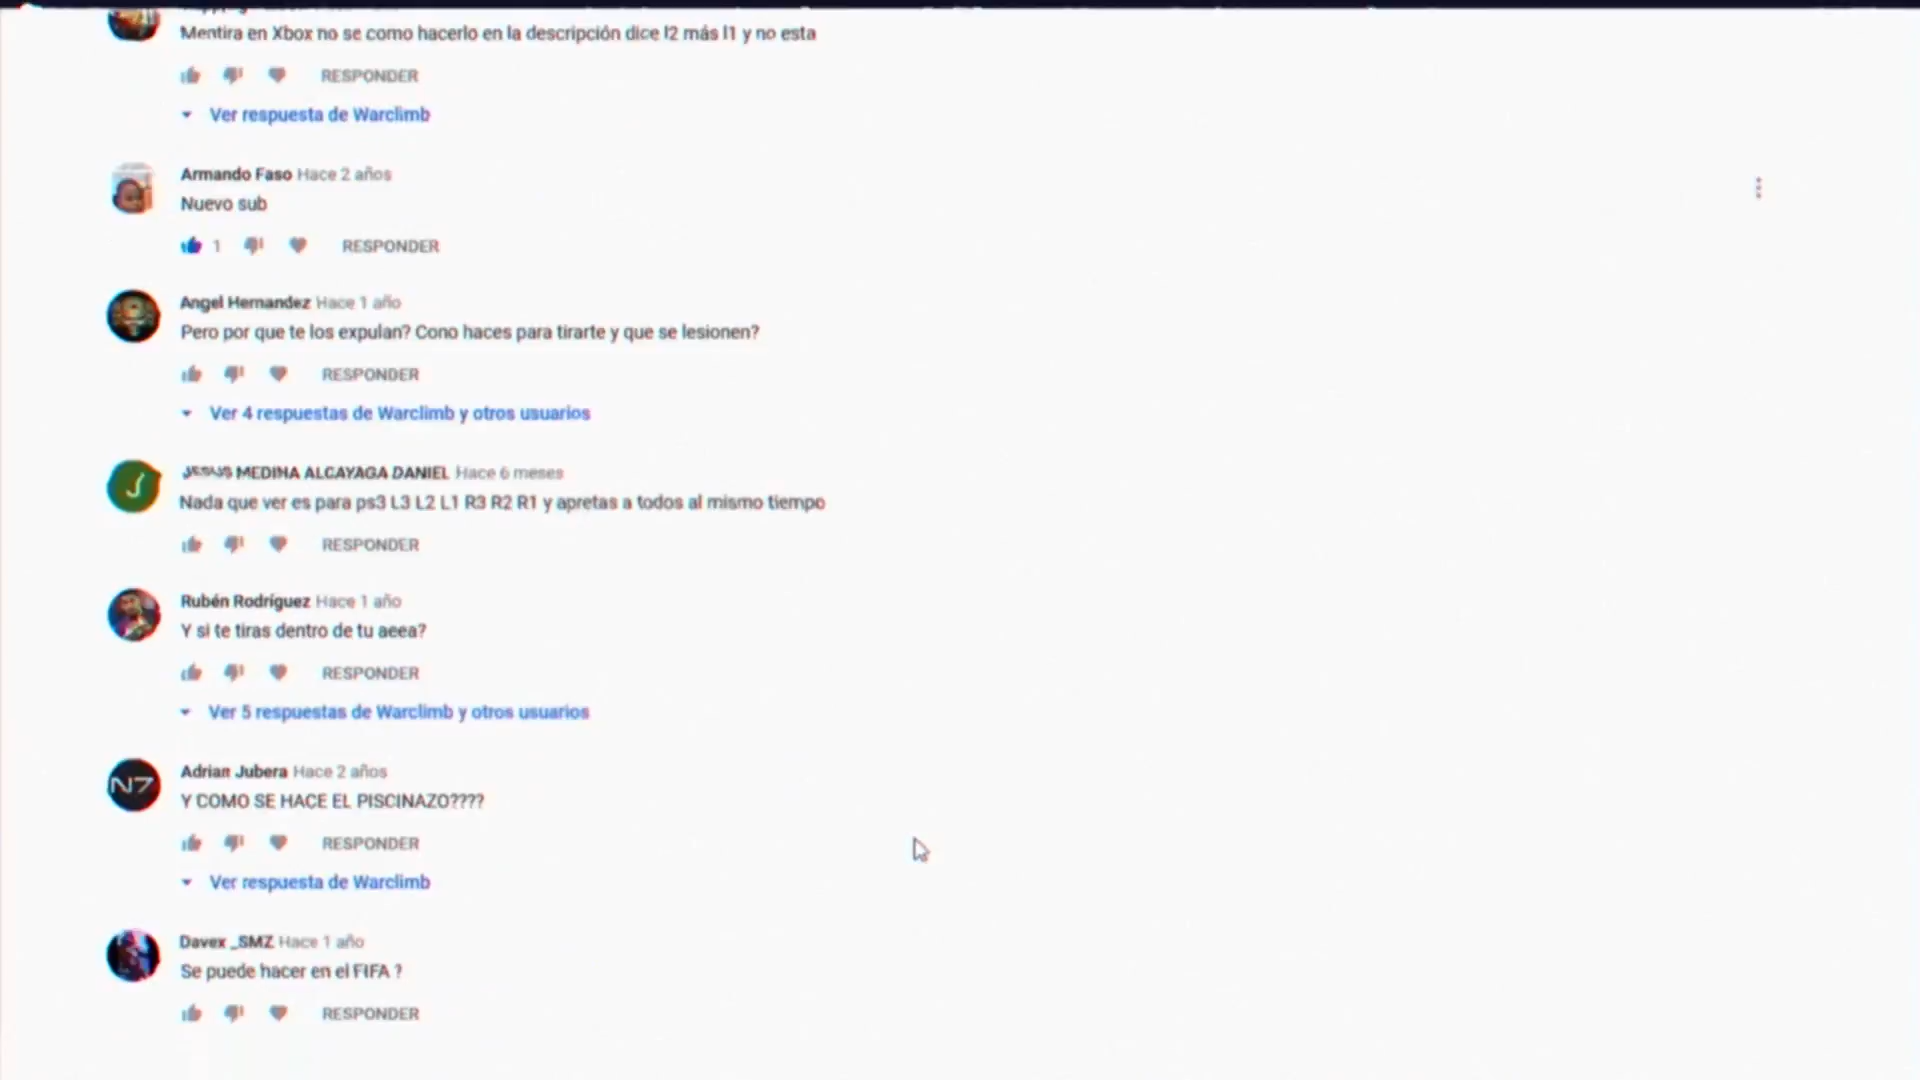 Mentira en Xbox no se como hacerlo en la descripción dice l2 más l1 y no esta
RESPONDER
Ver respuesta de Warclimb
Armando Faso Hace 2 años
Nuevo sub
1 RESPONDER
Angel Hernandez Hace 1 año
Pero por que te los expulan? Cono haces para tirarte y que se lesionen?
RESPONDER
Ver 4 respuestas de Warclimb y otros usuarios
J
JESUS MEDINA ALCAYAGA DANIEL Hace 6 meses
Nada que ver es para ps3 L3 L2 L1 R3 R2 R1 y apretas a todos al mismo tiempo
RESPONDER
Rubén Rodríguez Hace 1 año
Y si te tiras dentro de tu aeea?
RESPONDER
Ver 5 respuestas de Warclimb y otros usuarios
N7
Adrian Jubera Hace 2 años
Y COMO SE HACE EL PISCINAZO????
RESPONDER
Ver respuesta de Warclimb
Davex _SMZ Hace 1 año
Se puede hacer en el FIFA ?
RESPONDER